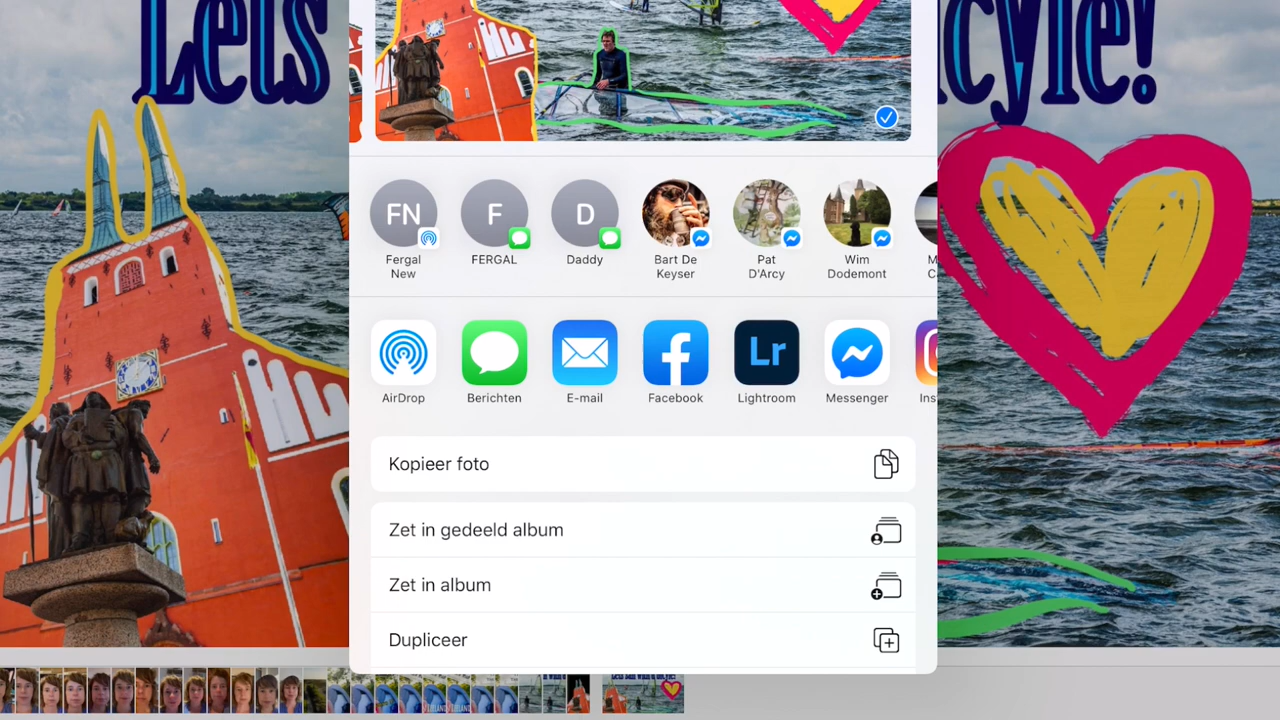 Lets
FN
F
D
Fergal
New
FERGAL
Daddy
Bart De
Keyser
Pat
D'Arcy
Wim
Dodemont
Lr
AirDrop
Berichten
E-mail
Facebook
Lightroom
Messenger
Kopieer foto
Zet in gedeeld album
Zet in album
Dupliceer